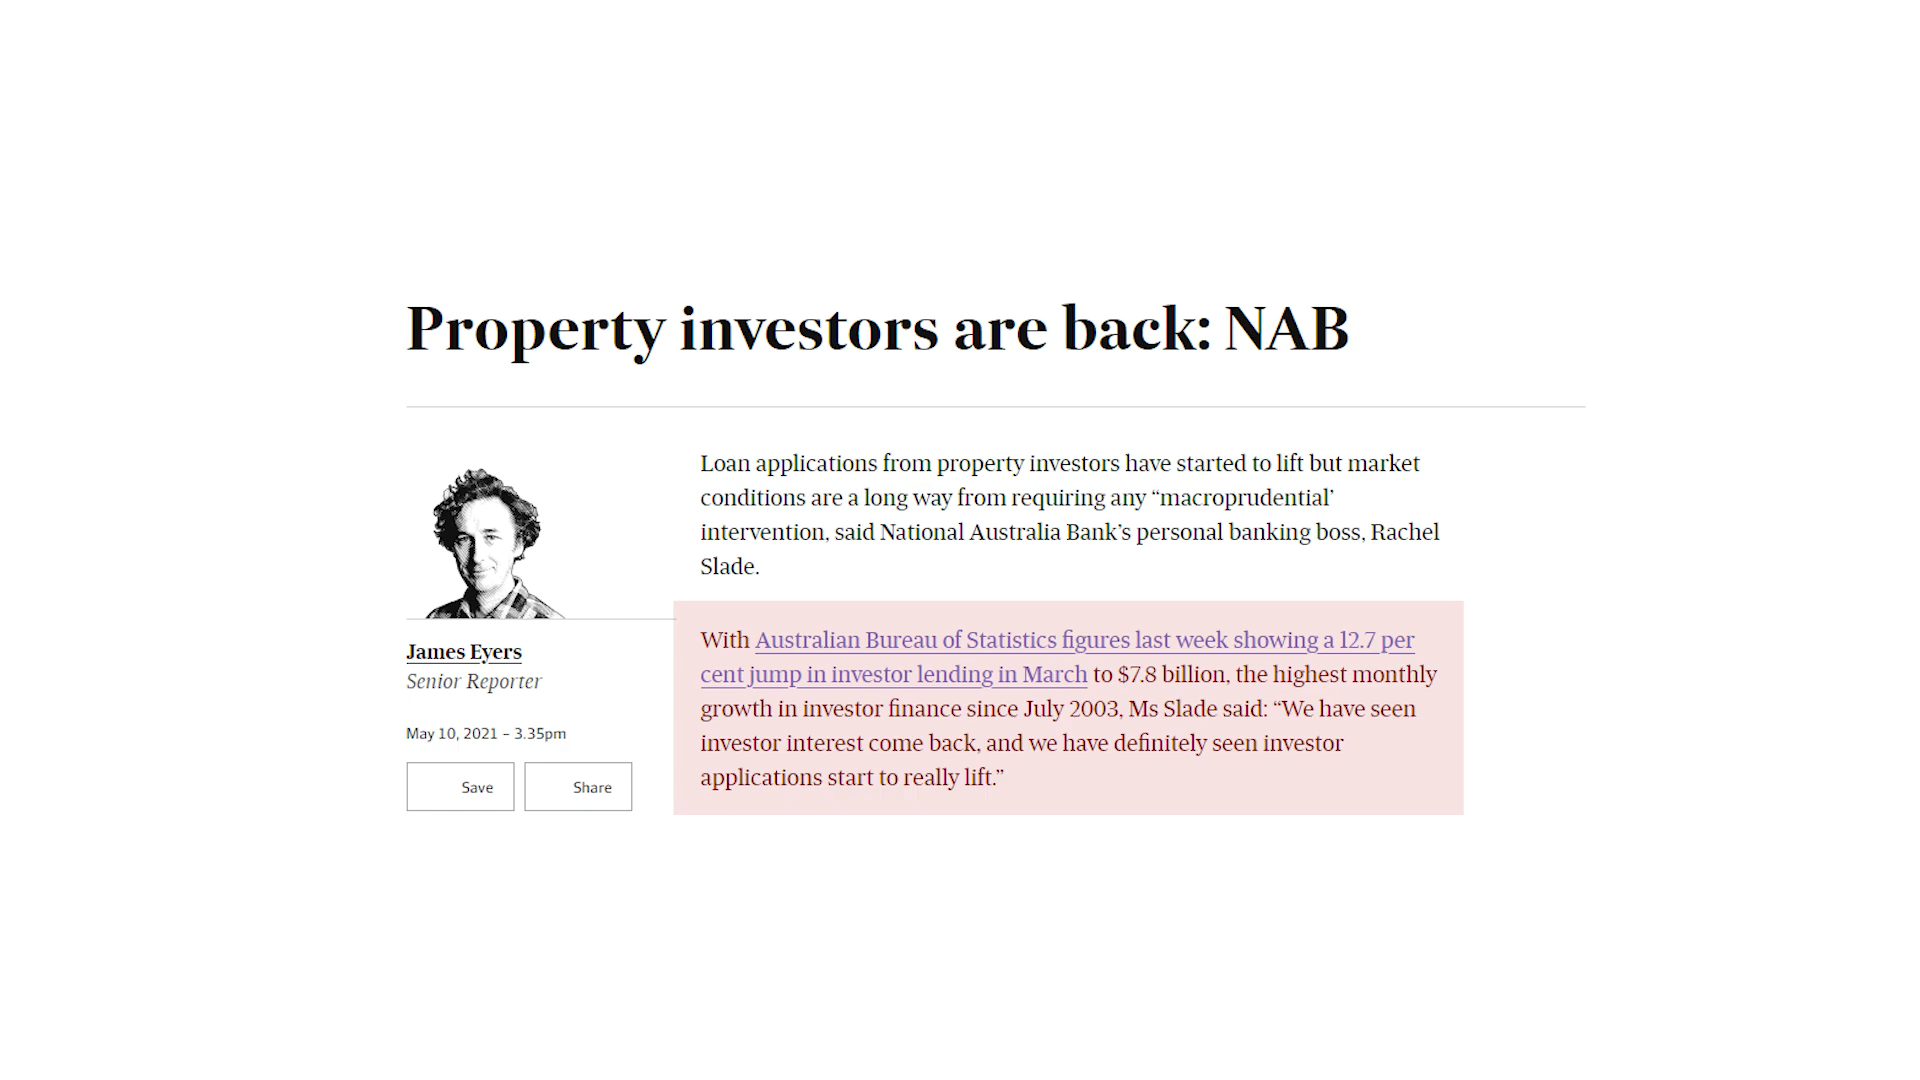 Property investors are back: NAB
Loan applications from property investors have started to lift but market
conditions are a long way from requiring any “macroprudential’
intervention, said National Australia Bank’s personal banking boss, Rachel
Slade.
With Australian Bureau of Statistics figures last week showing a 12.7 per
cent jump in investor lending in March to $7.8 billion, the highest monthly
growth in investor finance since July 2003, Ms Slade said: “We have seen
investor interest come back, and we have definitely seen investor
applications start to really lift.”
James Eyers
Senior Reporter
May 10, 2021 – 3.35pm
Save
Share